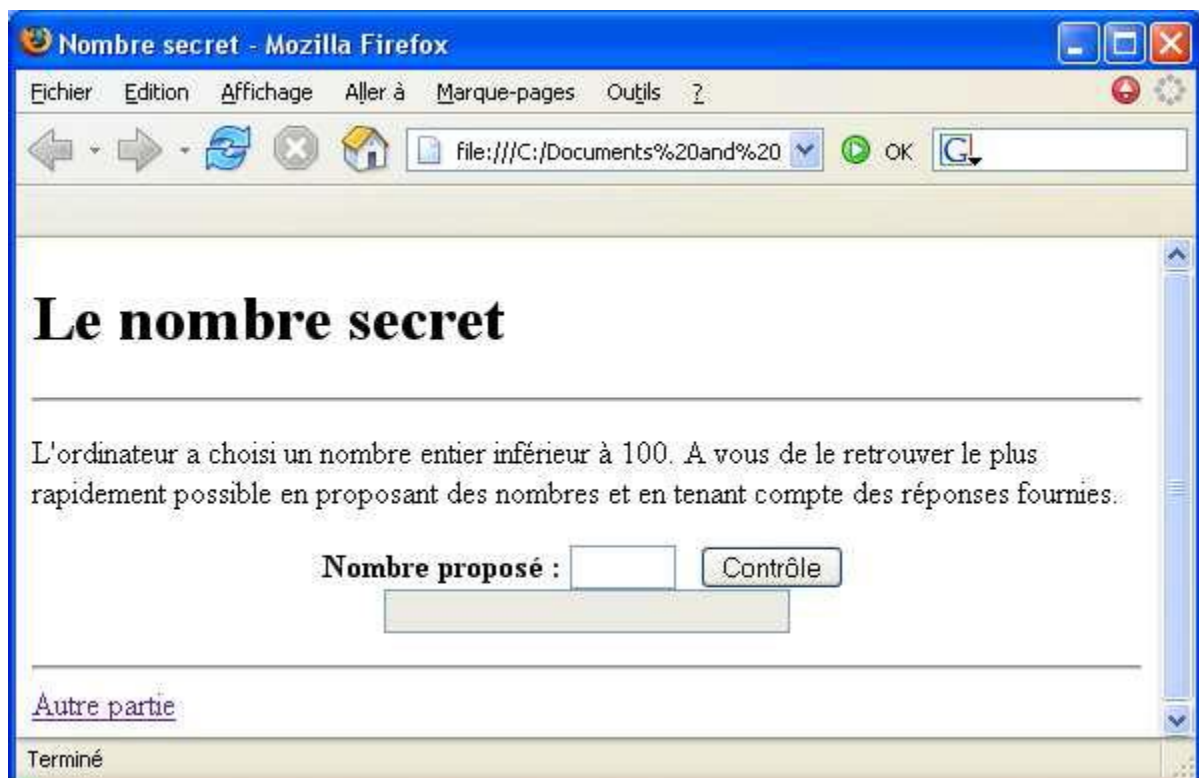 Nombre secret - Mozilla Firefox
Fichier Edition Affichage Aller à Marque-pages Outils ?
file:///C:/Documents%20and%20 OK G
Le nombre secret
L'ordinateur a choisi un nombre entier inférieur à 100. A vous de le retrouver le plus
rapidement possible en proposant des nombres et en tenant compte des réponses fournies.
Nombre proposé : Contrôle
Autre partie
Terminé